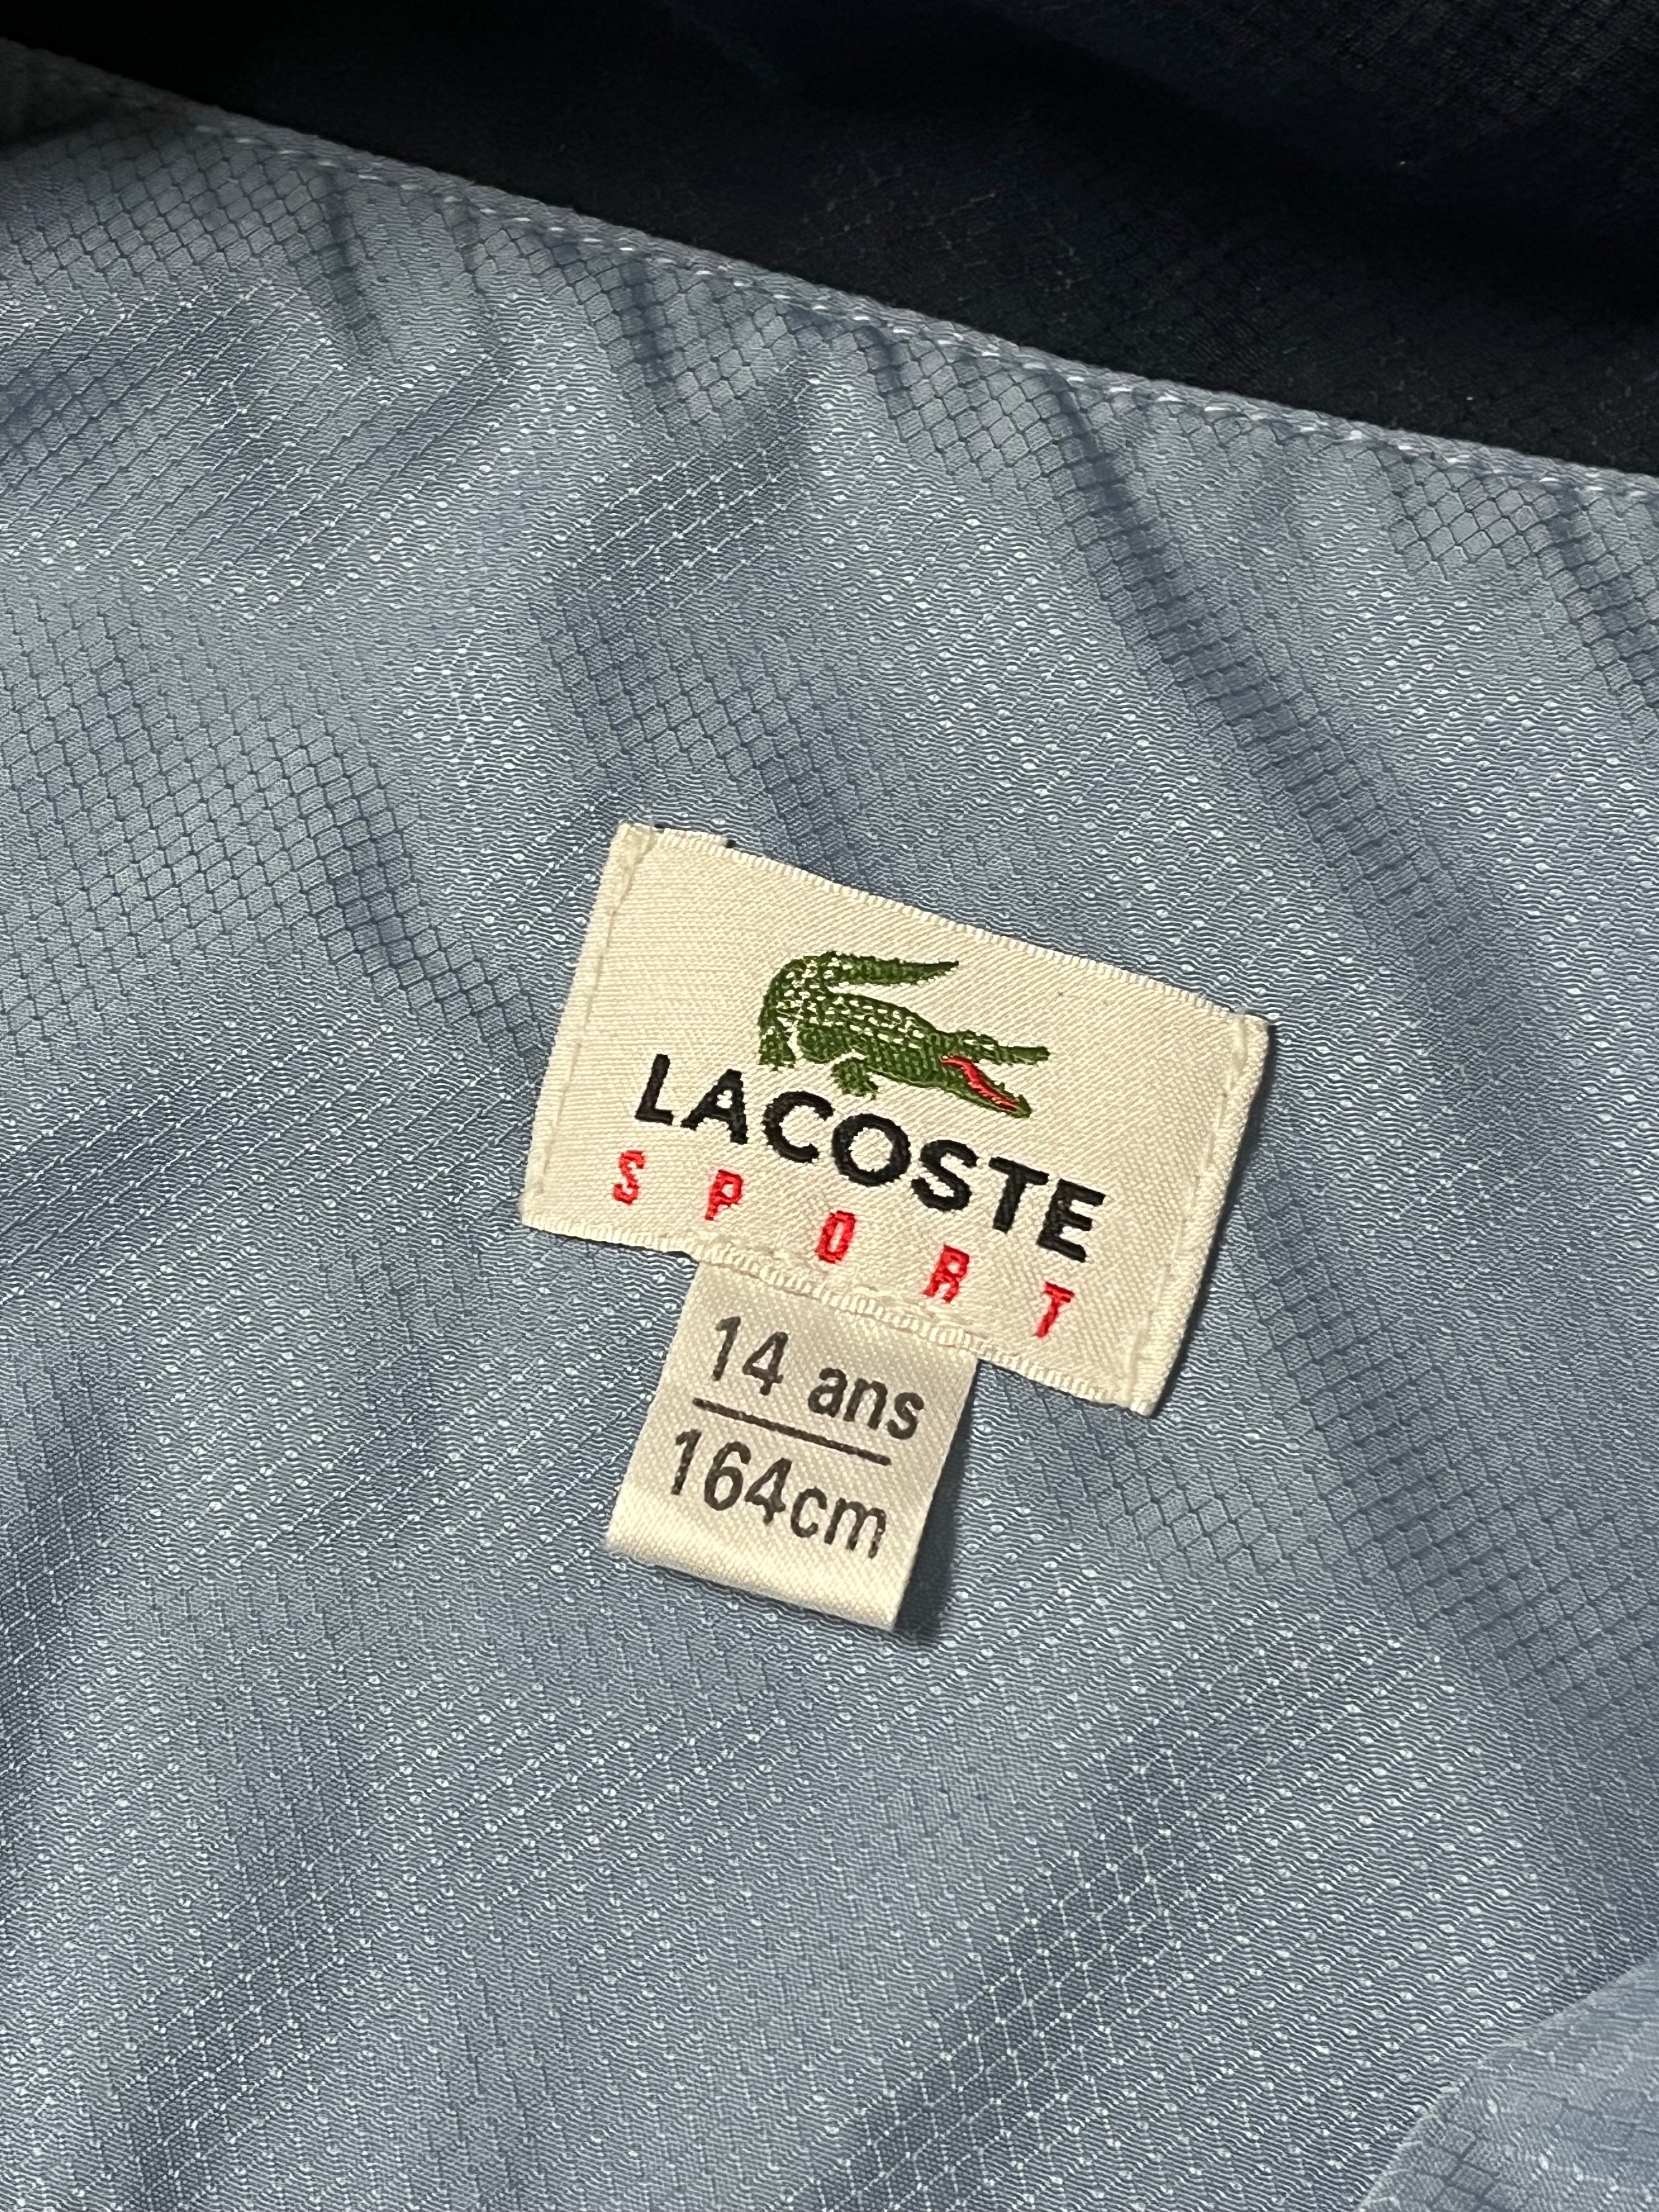 LACOSTE
SPORT
14 ans
164cm